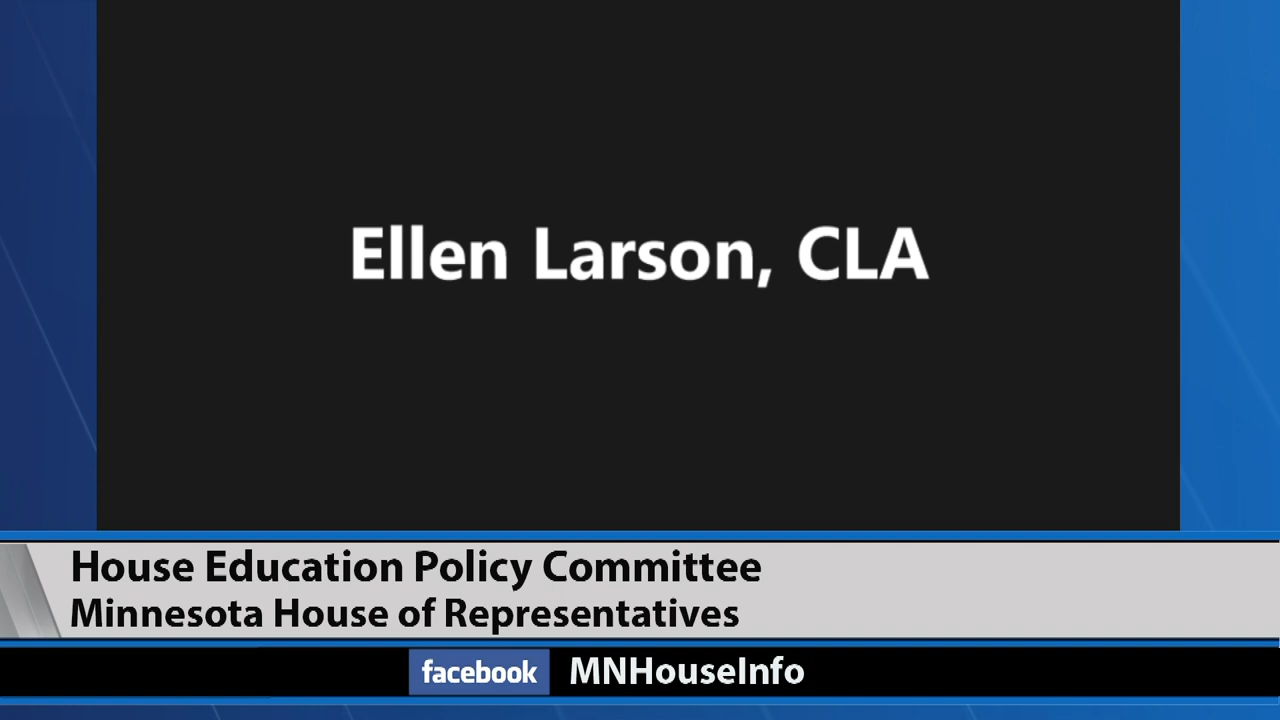 Ellen Larson, CLA
House Education Policy Committee
Minnesota House of Representatives
facebook MNHouseInfo